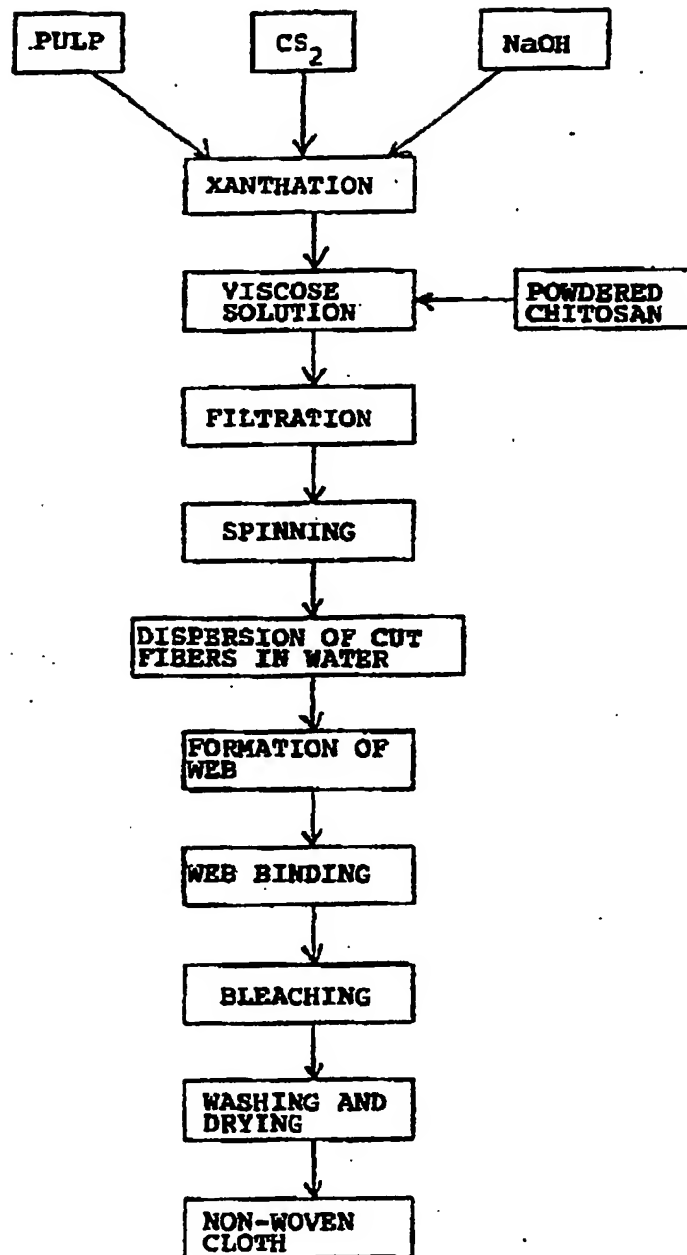 .PULP
CS2
NaOH
XANTHATION
VISCOSE
SOLUTION
POWDERED
CHITOSAN
FILTRATION
SPINNING
DISPERSION OF CUT
FIBERS IN WATER
FORMATION OF
WEB
WEB BINDING
BLEACHING
WASHING AND
DRYING
NON-WOVEN
CLOTH